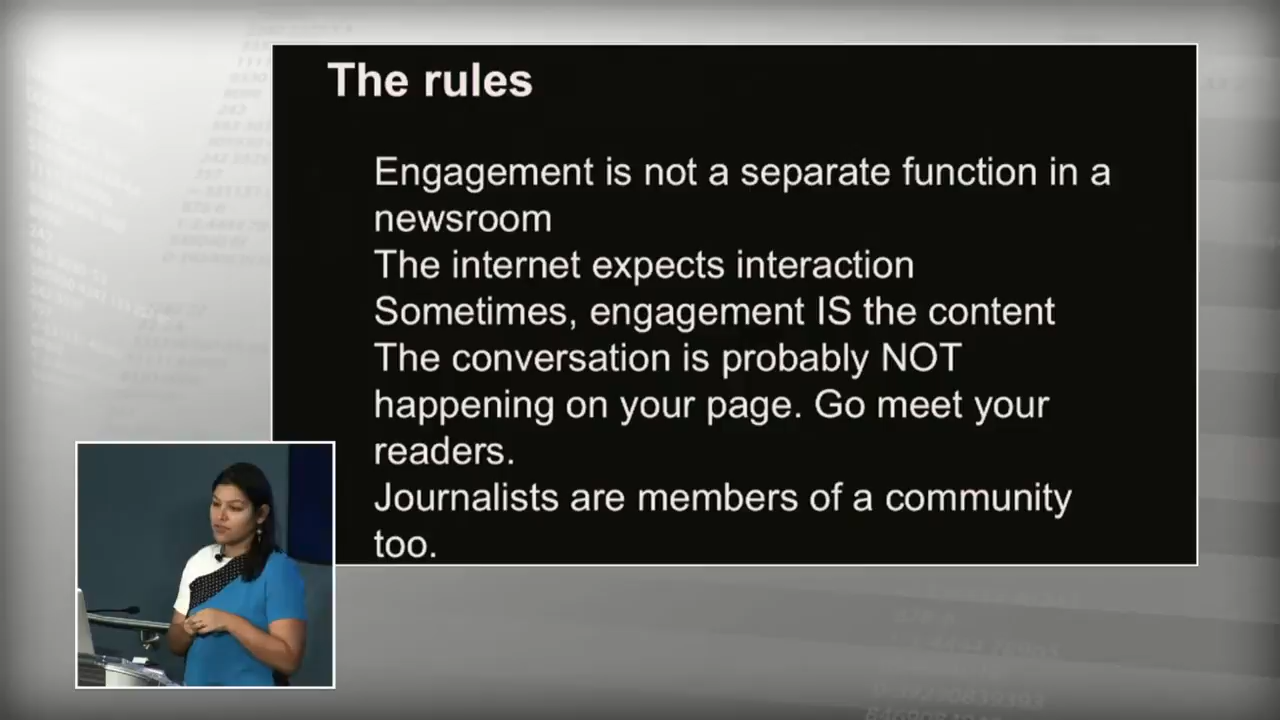 The rules
Engagement is not a separate function in a
newsroom
The internet expects interaction
Sometimes, engagement IS the content
The conversation is probably NOT
happening on your page. Go meet your
readers.
Journalists are members of a community
too.